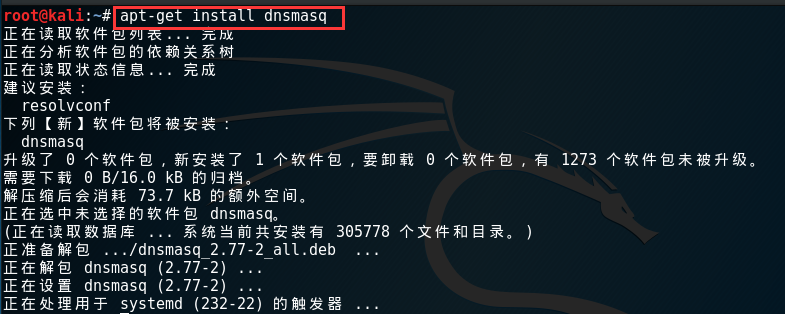 root@kali:~# apt-get install dnsmasq
正在读取软件包列表... 完成
正在分析软件包的依赖关系树
正在读取状态信息... 完成
建议安装：
resolvconf
下列【新】软件包将被安装：
dnsmasq
升级了 0 个软件包，新安装了 1 个软件包，要卸载 0 个软件包，有 1273 个软件包未被升级。
需要下载 0 B/16.0 kB 的归档。
解压缩后会消耗 73.7 kB 的额外空间。
正在选中未选择的软件包 dnsmasq。
(正在读取数据库 ... 系统当前共安装有 305778 个文件和目录。)
正准备解包 .../dnsmasq_2.77-2_all.deb ...
正在解包 dnsmasq (2.77-2) ...
正在设置 dnsmasq (2.77-2) ...
正在处理用于 systemd (232-22) 的触发器 ...